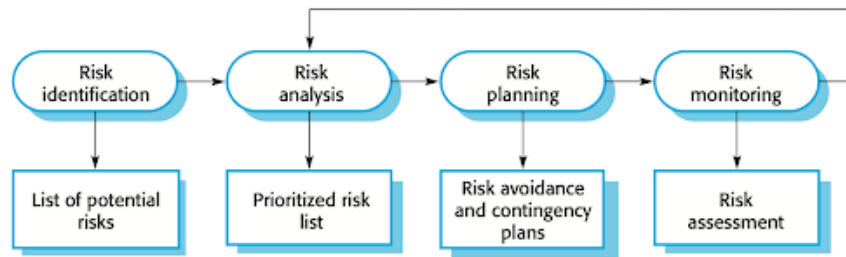 Risk
identification
Risk
analysis
Risk
planning
Risk
monitoring
List of potential
risks
Prioritized risk
list
Risk avoidance
and contingency
plans
Risk
assessment